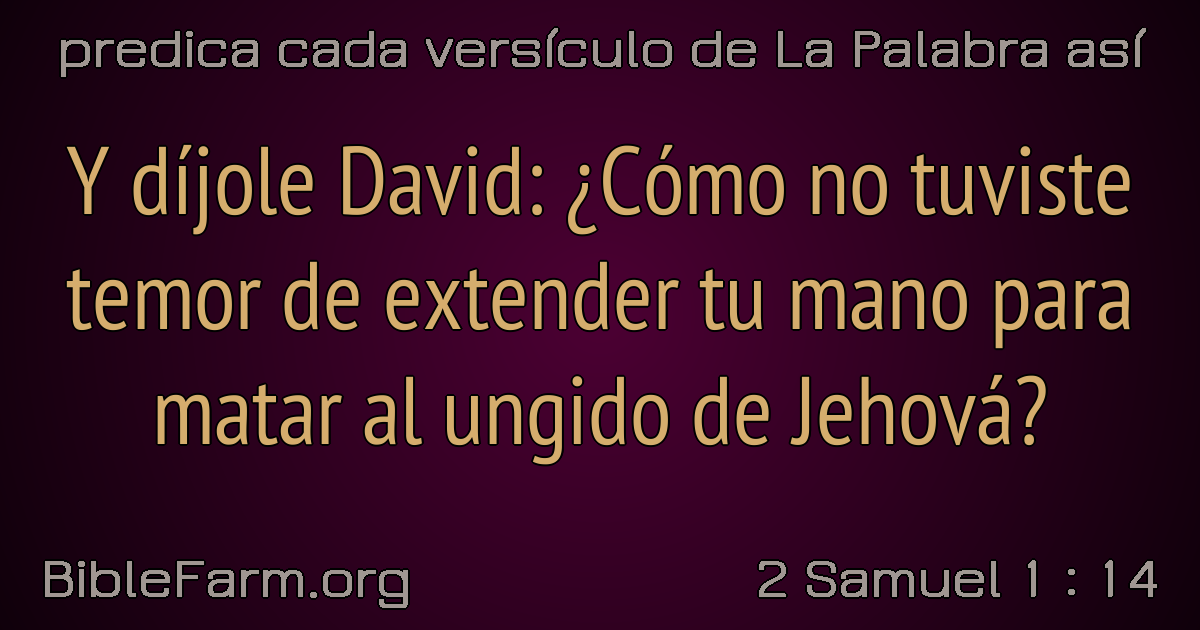 predica cada versículo de La Palabra así
Y díjole David: ¿Cómo no tuviste
temor de extender tu mano para
matar al ungido de Jehová?
BibleFarm.org
2 Samuel 1 : 14